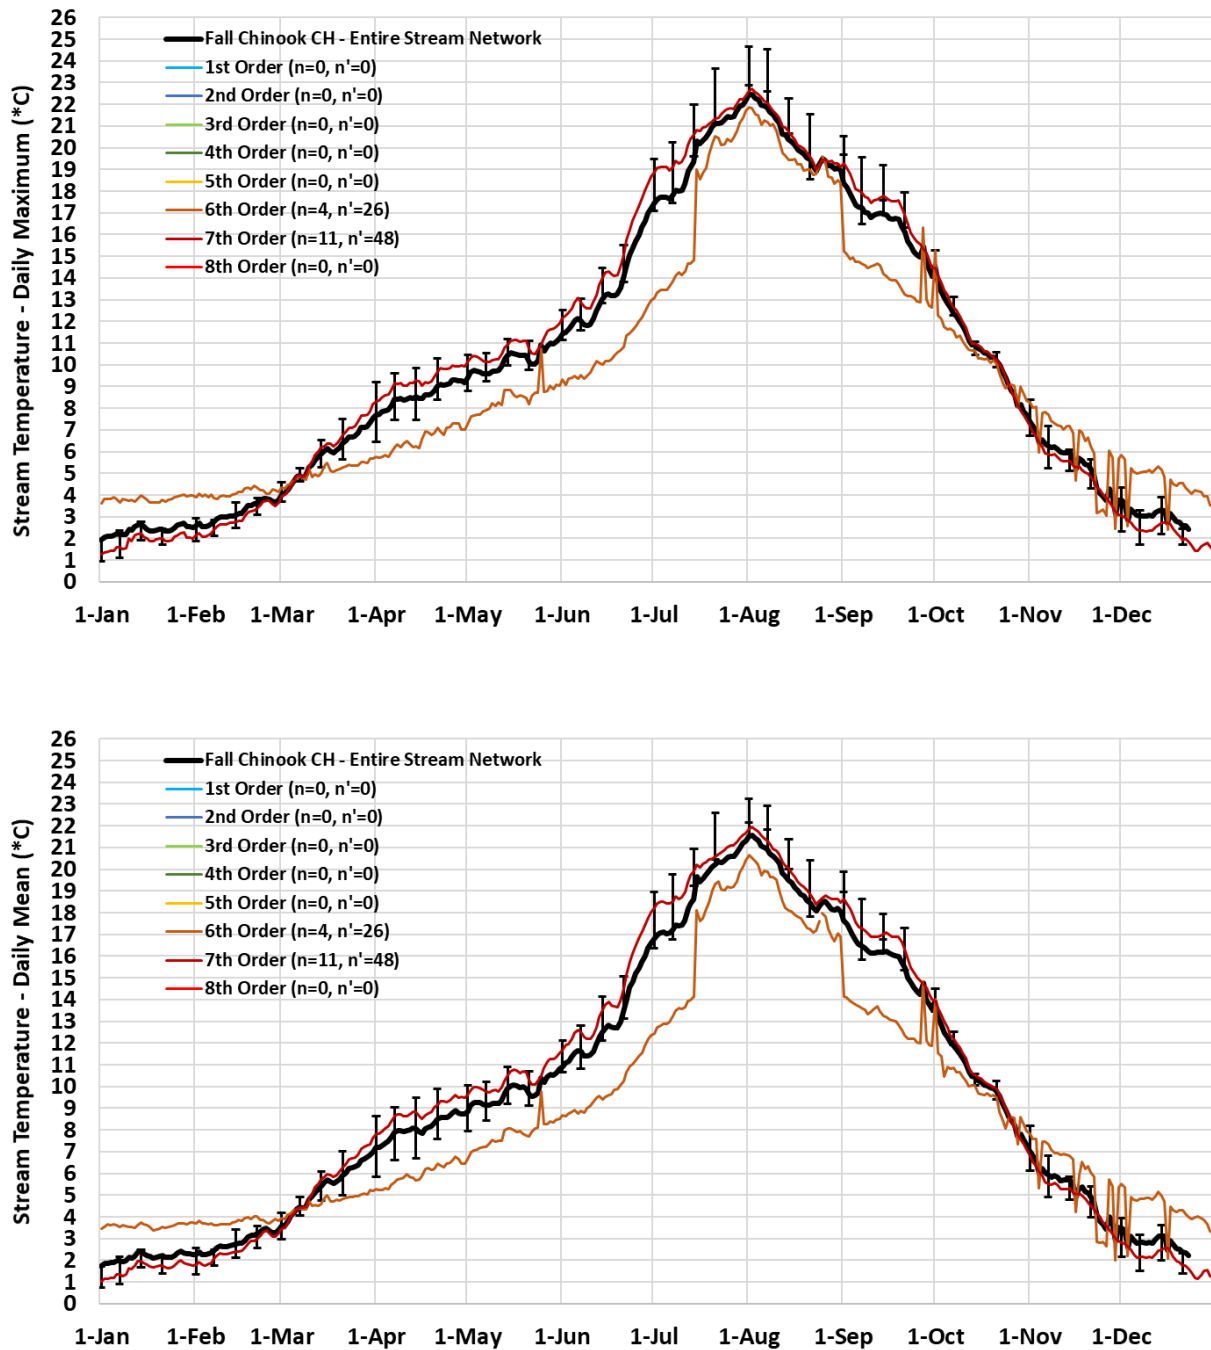 Stream Temperature - Daily Maximum (*C)
26
25
24
23
22
21
20
19
18
17
16
15
14
13
12
11
10
9
8
7
6
5
4
3
2
1
0
Fall Chinook CH - Entire Stream Network
1st Order (n=0, n'=0)
2nd Order (n=0, n'=0)
3rd Order (n=0, n'=0)
4th Order (n=0, n'=0)
5th Order (n=0, n'=0)
6th Order (n=4, n'=26)
7th Order (n=11, n'=48)
8th Order (n=0, n'=0)
1-Jan 1-Feb 1-Mar 1-Apr 1-May 1-Jun 1-Jul 1-Aug 1-Sep 1-Oct 1-Nov 1-Dec
Stream Temperature - Daily Mean (*C)
26
25
24
23
22
21
20
19
18
17
16
15
14
13
12
11
10
9
8
7
6
5
4
3
2
1
0
Fall Chinook CH - Entire Stream Network
1st Order (n=0, n'=0)
2nd Order (n=0, n'=0)
3rd Order (n=0, n'=0)
4th Order (n=0, n'=0)
5th Order (n=0, n'=0)
6th Order (n=4, n'=26)
7th Order (n=11, n'=48)
8th Order (n=0, n'=0)
1-Jan 1-Feb 1-Mar 1-Apr 1-May 1-Jun 1-Jul 1-Aug 1-Sep 1-Oct 1-Nov 1-Dec